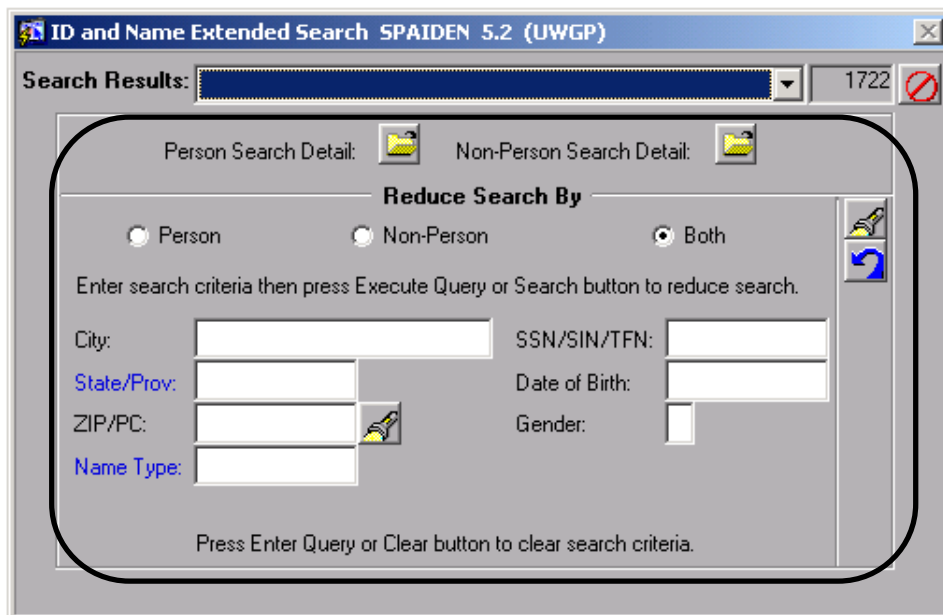 ID and Name Extended Search SPAIDEN 5.2 (UWGP)
Search Results: 1722
Person Search Detail: Non-Person Search Detail:
Reduce Search By
Person Non-Person Both
Enter search criteria then press Execute Query or Search button to reduce search.
City: SSN/SIN/TFN:
State/Prov: Date of Birth:
ZIP/PC: Gender:
Name Type:
Press Enter Query or Clear button to clear search criteria.